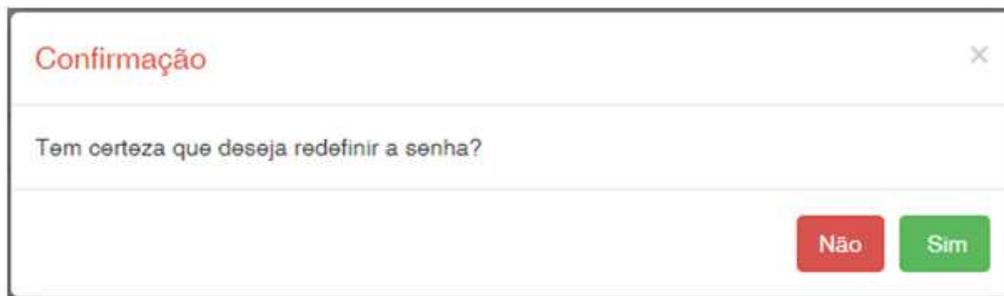 Confirmação ×
Tem certeza que deseja redefinir a senha?
Não Sim